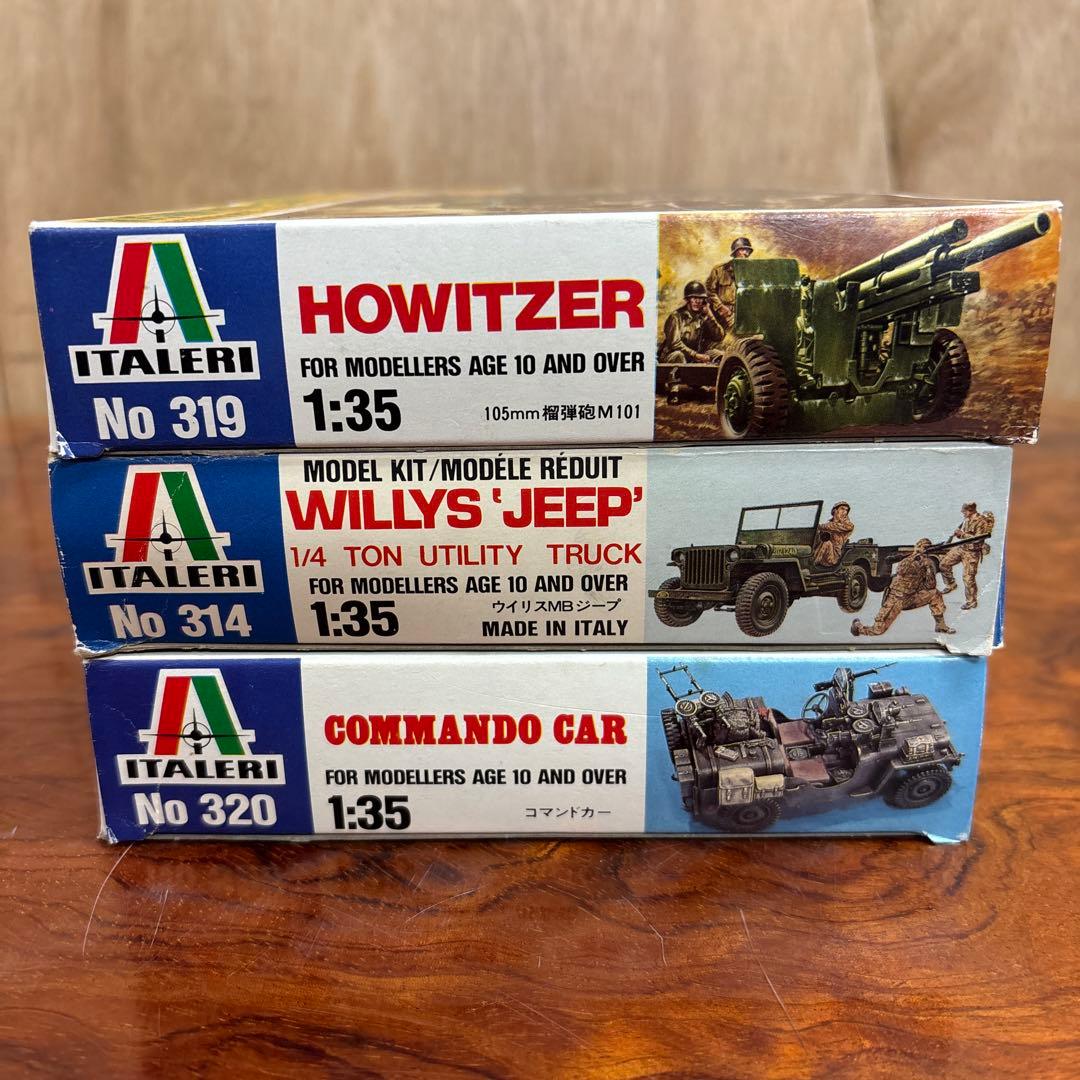 ITALERI
No 319
HOWITZER
FOR MODELLERS AGE 10 AND OVER
1:35
105mm榴弾砲M101
ITALERI
No 314
MODEL KIT/MODÉLE RÉDUIT
WILLYS 'JEEP'
1/4 TON UTILITY TRUCK
FOR MODELLERS AGE 10 AND OVER
1:35
ウイリスMBジープ
MADE IN ITALY
ITALERI
No 320
COMMANDO CAR
FOR MODELLERS AGE 10 AND OVER
1:35
コマンドカー